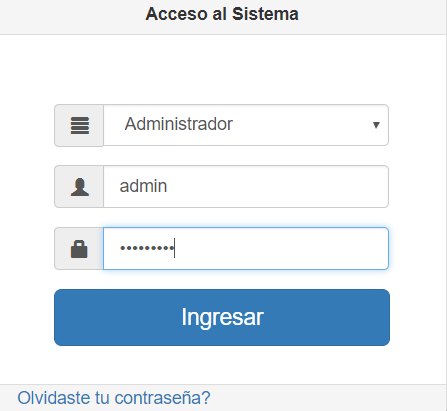 Acceso al Sistema
Administrador
admin
•••••••••
Ingresar
Olvidaste tu contraseña?